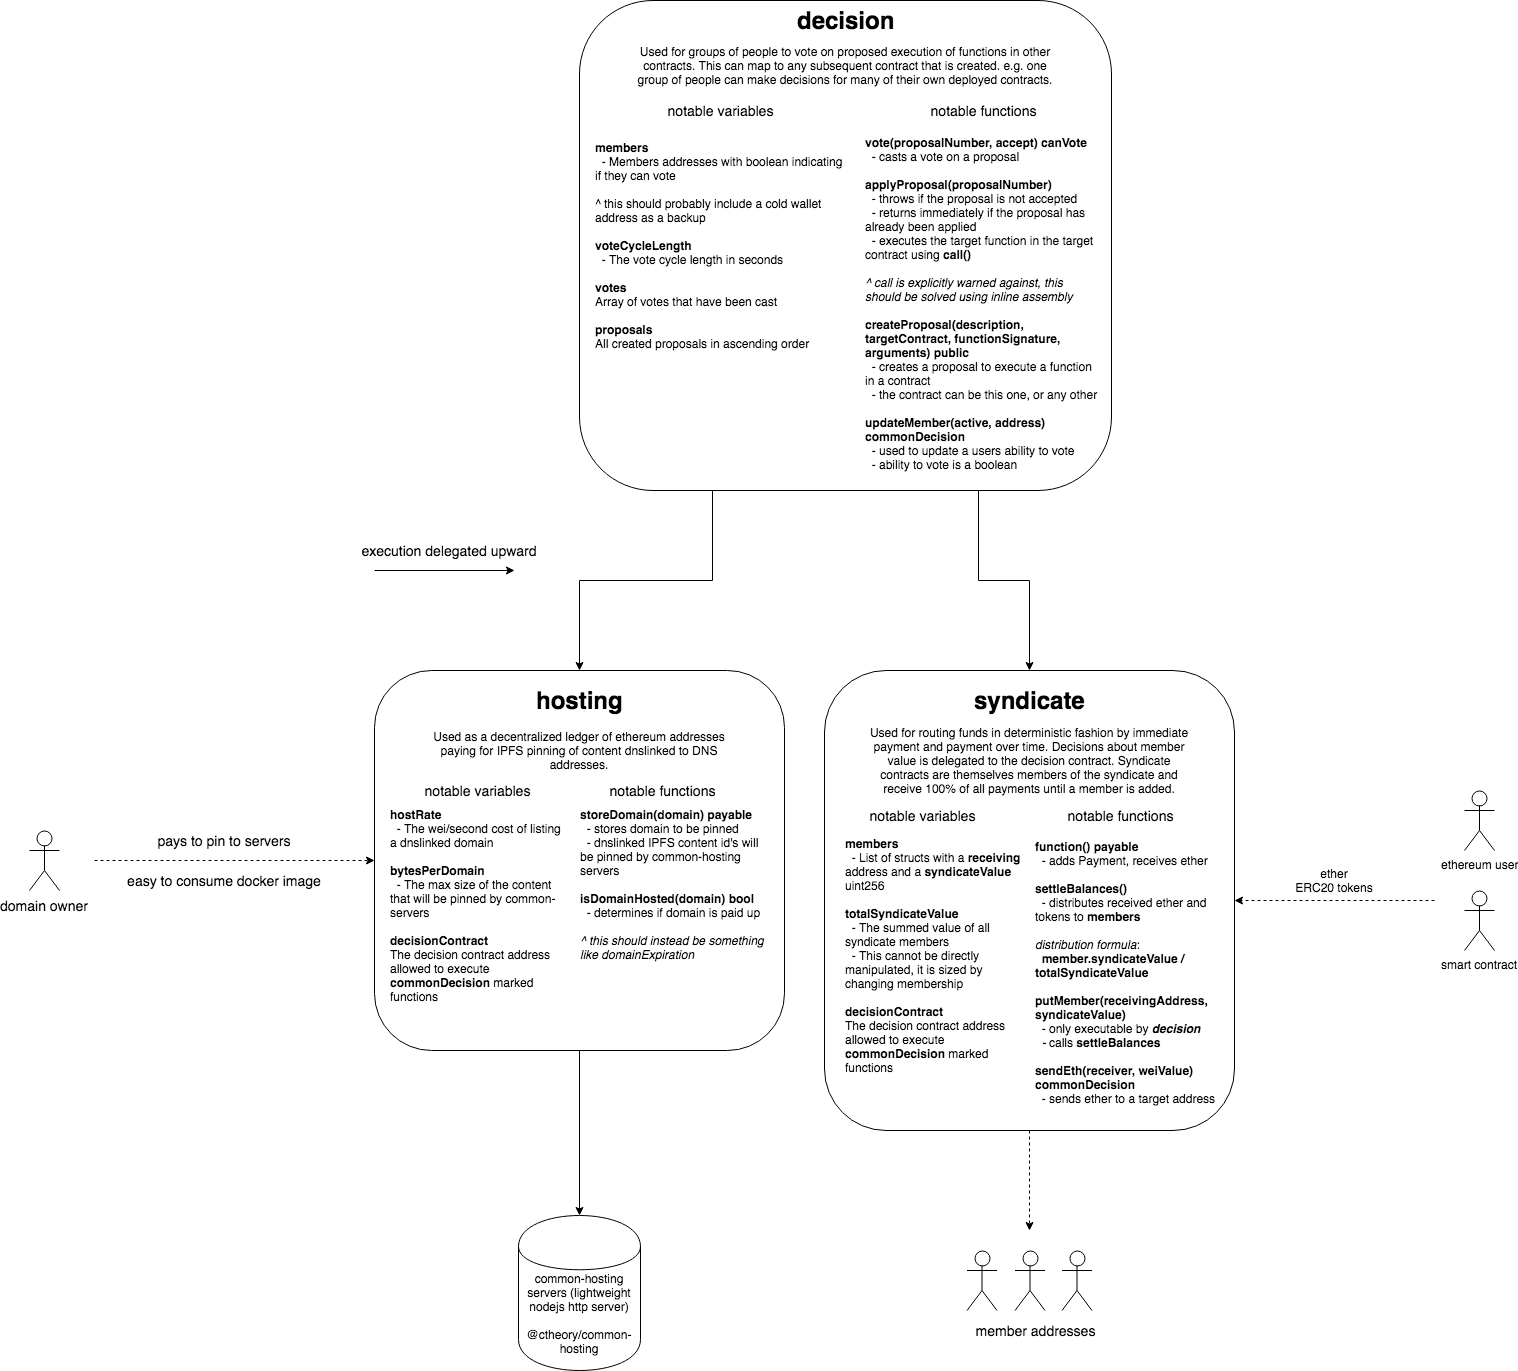 decision
Used for groups of people to vote on proposed execution of functions in other
contracts. This can map to any subsequent contract that is created. e.g. one
group of people can make decisions for many of their own deployed contracts.
notable variables
members
- Members addresses with boolean indicating
if they can vote
^ this should probably include a cold wallet
address as a backup
voteCycleLength
- The vote cycle length in seconds
votes
Array of votes that have been cast
proposals
All created proposals in ascending order
notable functions
vote(proposalNumber, accept) canVote
- casts a vote on a proposal
applyProposal(proposalNumber)
- throws if the proposal is not accepted
- returns immediately if the proposal has
already been applied
- executes the target function in the target
contract using call()
^ call is explicitly warned against, this
should be solved using inline assembly
createProposal(description,
targetContract, functionSignature,
arguments) public
- creates a proposal to execute a function
in a contract
- the contract can be this one, or any other
updateMember(active, address)
commonDecision
- used to update a users ability to vote
- ability to vote is a boolean
execution delegated upward
hosting
Used as a decentralized ledger of ethereum addresses
paying for IPFS pinning of content dnslinked to DNS
addresses.
notable variables
hostRate
- The wei/second cost of listing
a dnslinked domain
bytesPerDomain
- The max size of the content
that will be pinned by common-
servers
decisionContract
The decision contract address
allowed to execute
commonDecision marked
functions
notable functions
storeDomain(domain) payable
- stores domain to be pinned
- dnslinked IPFS content id's will
be pinned by common-hosting
servers
isDomainHosted(domain) bool
- determines if domain is paid up
^ this should instead be something
like domainExpiration
syndicate
Used for routing funds in deterministic fashion by immediate
payment and payment over time. Decisions about member
value is delegated to the decision contract. Syndicate
contracts are themselves members of the syndicate and
receive 100% of all payments until a member is added.
notable variables
members
- List of structs with a receiving
address and a syndicateValue
uint256
totalSyndicateValue
- The summed value of all
syndicate members
- This cannot be directly
manipulated, it is sized by
changing membership
decisionContract
The decision contract address
allowed to execute
commonDecision marked
functions
notable functions
function() payable
- adds Payment, receives ether
settleBalances()
- distributes received ether and
tokens to members
distribution formula:
member.syndicateValue /
totalSyndicateValue
putMember(receivingAddress,
syndicateValue)
- only executable by decision
- calls settleBalances
sendEth(receiver, weiValue)
commonDecision
- sends ether to a target address
pays to pin to servers
easy to consume docker image
domain owner
ether
ERC20 tokens
ethereum user
smart contract
common-hosting
servers (lightweight
nodejs http server)
@ctheory/common-
hosting
member addresses